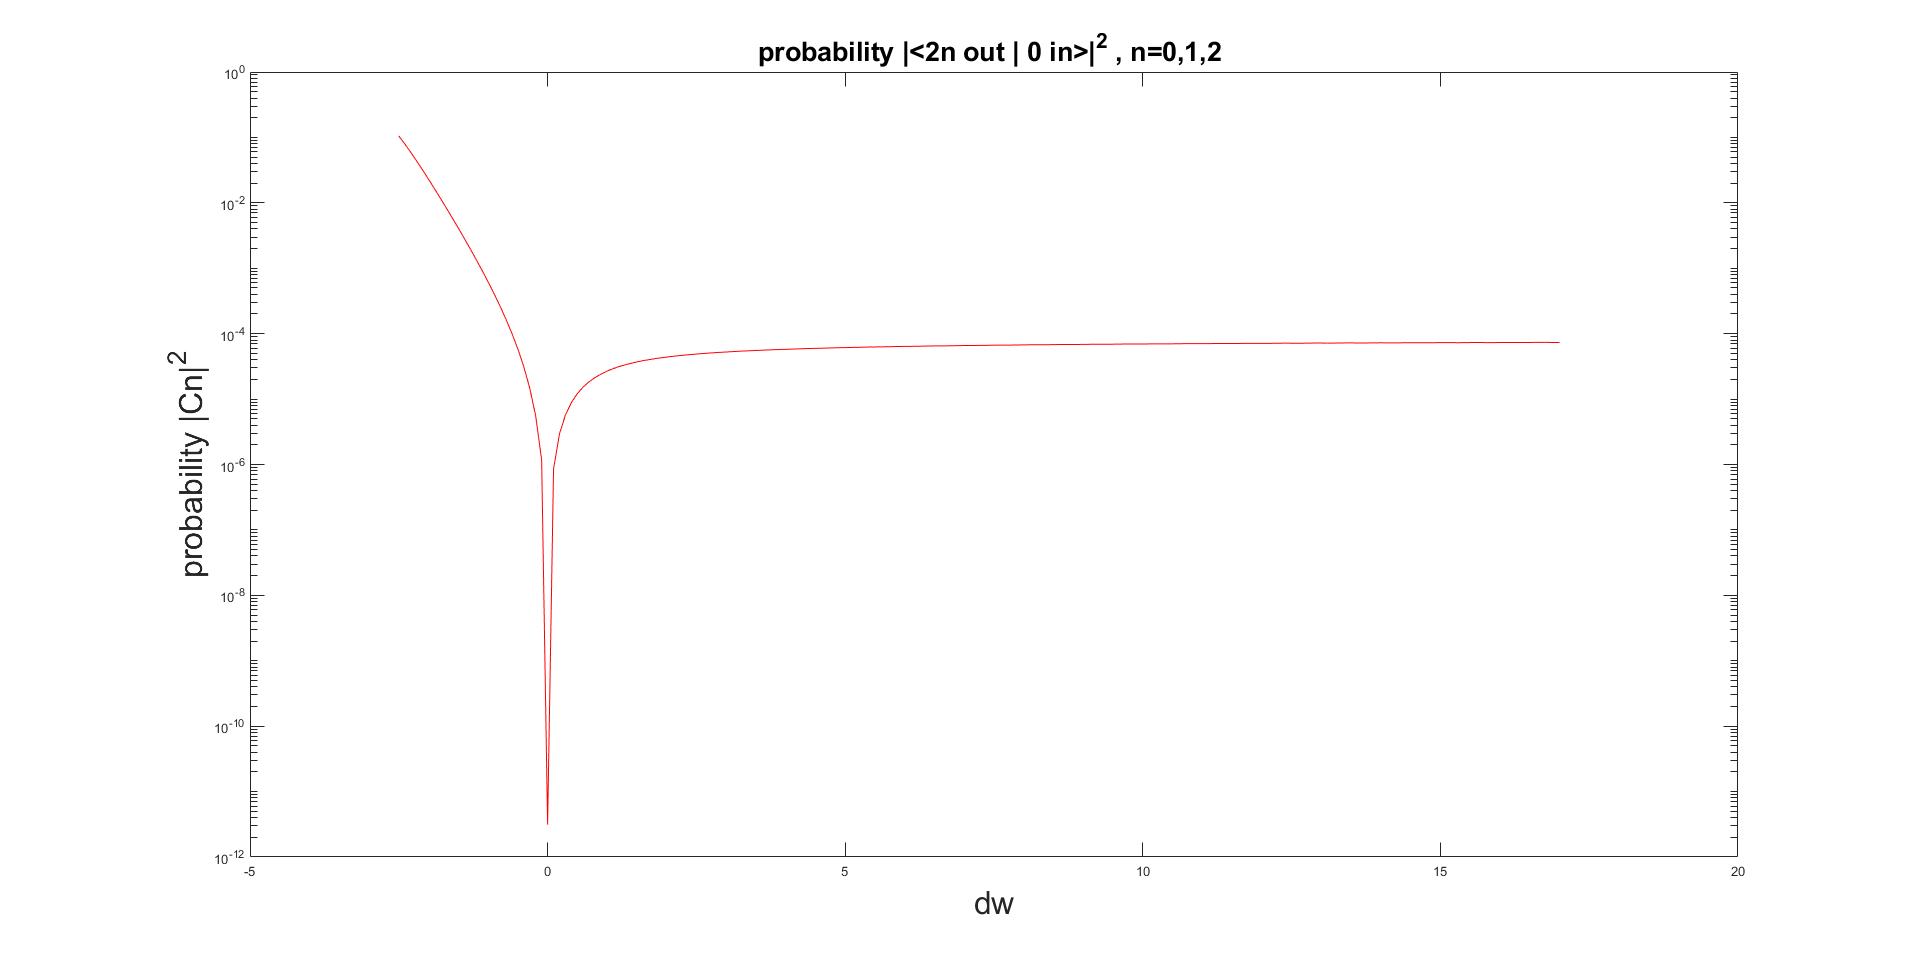 probability |<2n out | 0 in>|² , n=0,1,2
10⁰
10⁻²
10⁻⁴
10⁻⁶
10⁻⁸
10⁻¹⁰
10⁻¹²
probability |Cn|²
-5 0 5 10 15 20
dw